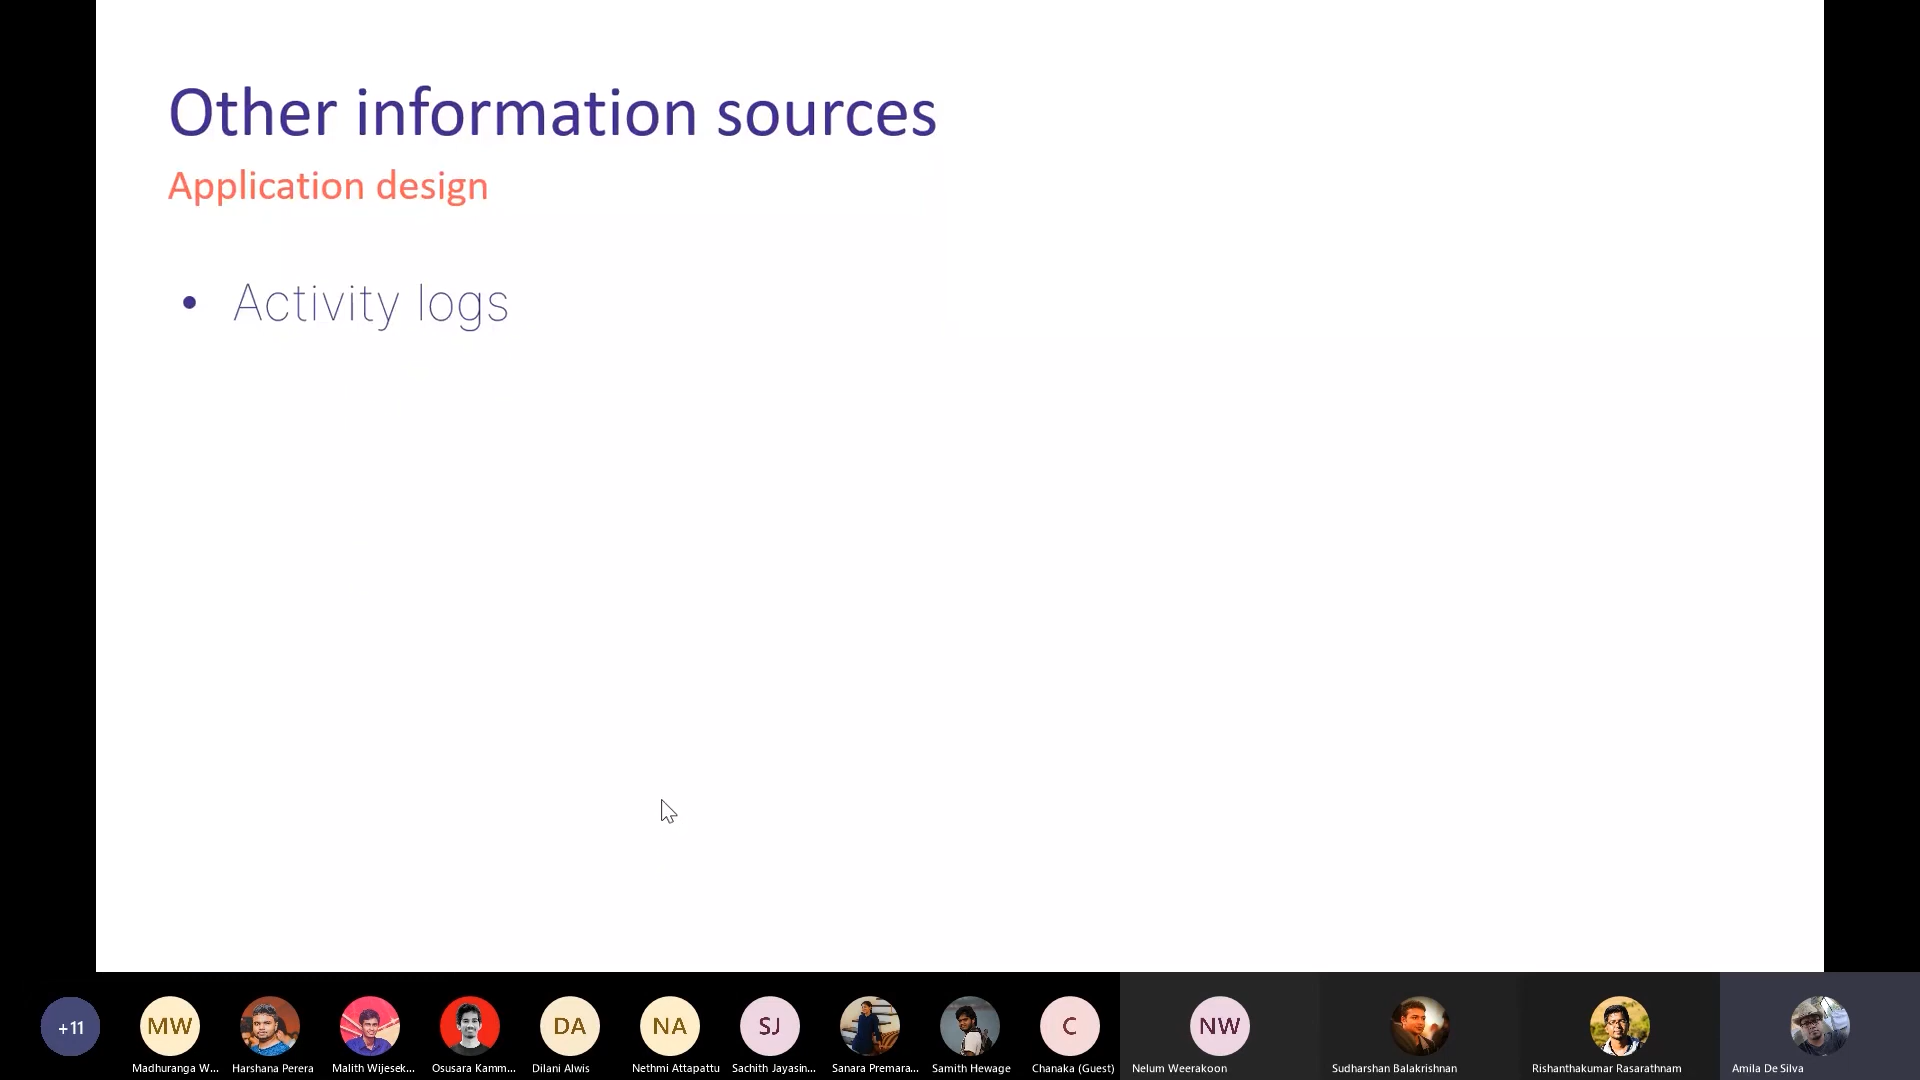 Other information sources
Application design
• Activity logs
+11
MW
DA
NA
SJ
C
NW
Madhuranga W...
Harshana Perera
Malith Wijesek...
Osusara Kamm...
Dilani Alwis
Nethmi Attapattu
Sachith Jayasin...
Sanara Premara...
Samith Hewage
Chanaka (Guest)
Nelum Weerakoon
Sudharshan Balakrishnan
Rishanthakumar Rasarathnam
Amila De Silva